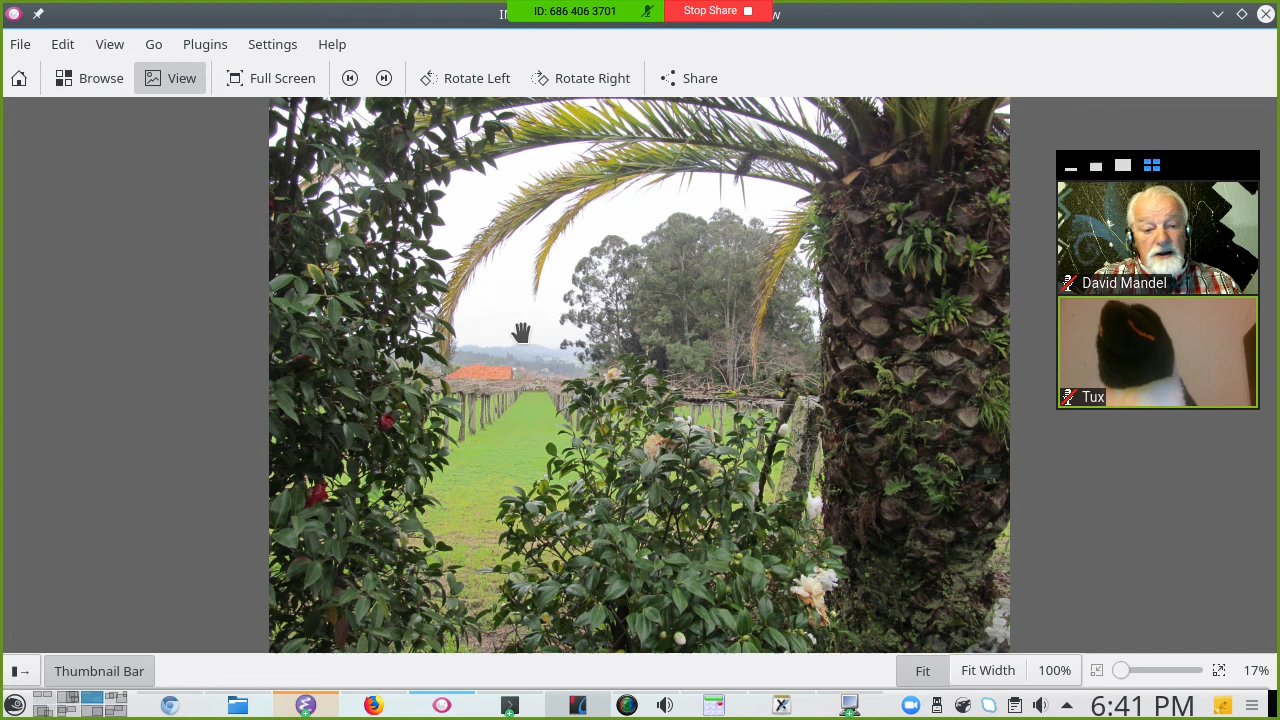 ID: 686 406 3701 Stop Share
File Edit View Go Plugins Settings Help
Browse View Full Screen Rotate Left Rotate Right Share
David Mandel
Tux
Thumbnail Bar Fit Fit Width 100% 17%
6:41 PM